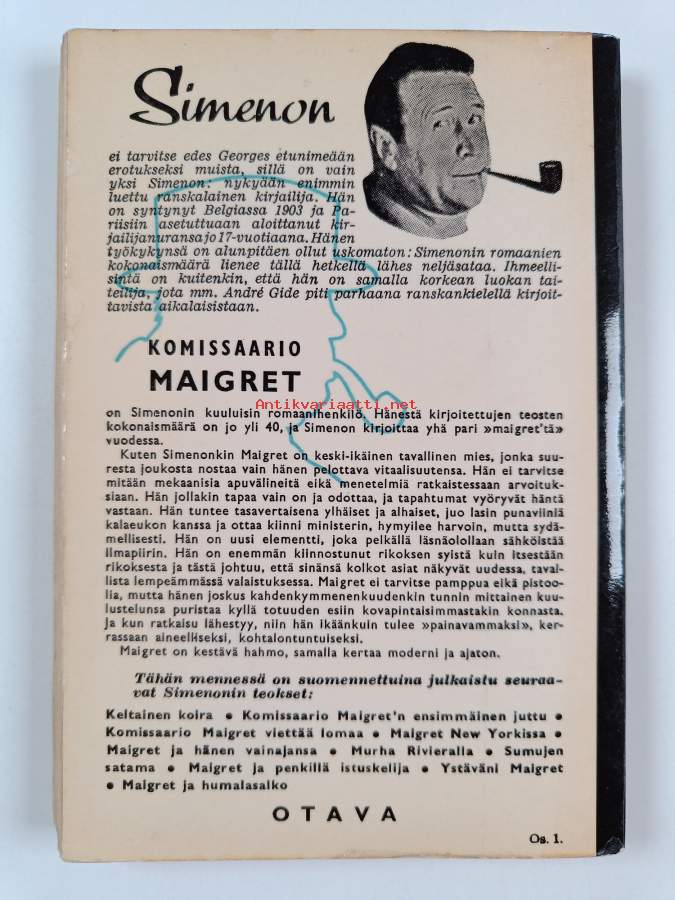 Simenon
ei tarvitse edes Georges etunimeään
erotukseksi muista, sillä on vain
yksi Simenon: nykyään enimmin
luettu ranskalainen kirjailija. Hän
on syntynyt Belgiassa 1903 ja Pa-
riisiin asetuttuaan aloittanut kir-
jailijanuransa jo 17-vuotiaana. Hänen
työkykynsä on alunpitäen ollut uskomaton: Simenonin romaanien
kokonaismäärä lienee tällä hetkellä lähes neljäsataa. Ihmeelli-
sintä on kuitenkin, että hän on samalla korkean luokan tai-
teilija, jota mm. André Gide piti parhaana ranskankielellä kirjoit-
tavista aikalaisistaan.
KOMISSAARIO
MAIGRET
Antikvariaatti.net
on Simenonin kuuluisin romaanihenkilö. Hänestä kirjoitettujen teosten
kokonaismäärä on jo yli 40, ja Simenon kirjoittaa yhä pari »maigret'tä»
vuodessa.
Kuten Simenonkin Maigret on keski-ikäinen tavallinen mies, jonka suu-
resta joukosta nostaa vain hänen pelottava vitaalisuutensa. Hän ei tarvitse
mitään mekaanisia apuvälineitä eikä menetelmiä ratkaistessaan arvoituk-
siaan. Hän jollakin tapaa vain on ja odottaa, ja tapahtumat vyöryvät häntä
vastaan. Hän tuntee tasavertaisena ylhäiset ja alhaiset, juo lasin punaviiniä
kalaeukon kanssa ja ottaa kiinni ministerin, hymyilee harvoin, mutta sydä-
mellisesti. Hän on uusi elementti, joka pelkällä läsnäolollaan sähköistää
ilmapiirin. Hän on enemmän kiinnostunut rikoksen syistä kuin itsestään
rikoksesta ja tästä johtuu, että sinänsä kolkot asiat näkyvät uudessa, taval-
lista lempeämmässä valaistuksessa. Maigret ei tarvitse pamppua eikä pistoo-
lia, mutta hänen joskus kahdenkymmenenkuudenkin tunnin mittainen kuu-
lustelunsa puristaa kyllä totuuden esiin kovapintaisimmastakin konnasta.
Ja kun ratkaisu lähestyy, niin hän ikäänkuin tulee »painavammaksi», ker-
rassaan aineelliseksi, kohtalontuntuiseksi.
Maigret on kestävä hahmo, samalla kertaa moderni ja ajaton.
Tähän mennessä on suomennettuina julkaistu seuraa-
vat Simenonin teokset:
Keltainen koira • Komissaario Maigret'n ensimmäinen juttu •
Komissaario Maigret viettää lomaa • Maigret New Yorkissa •
Maigret ja hänen vainajansa • Murha Rivieralla • Sumujen
satama • Maigret ja penkillä istuskelija • Ystäväni Maigret
• Maigret ja humalasalko
OTAVA
Os. 1.